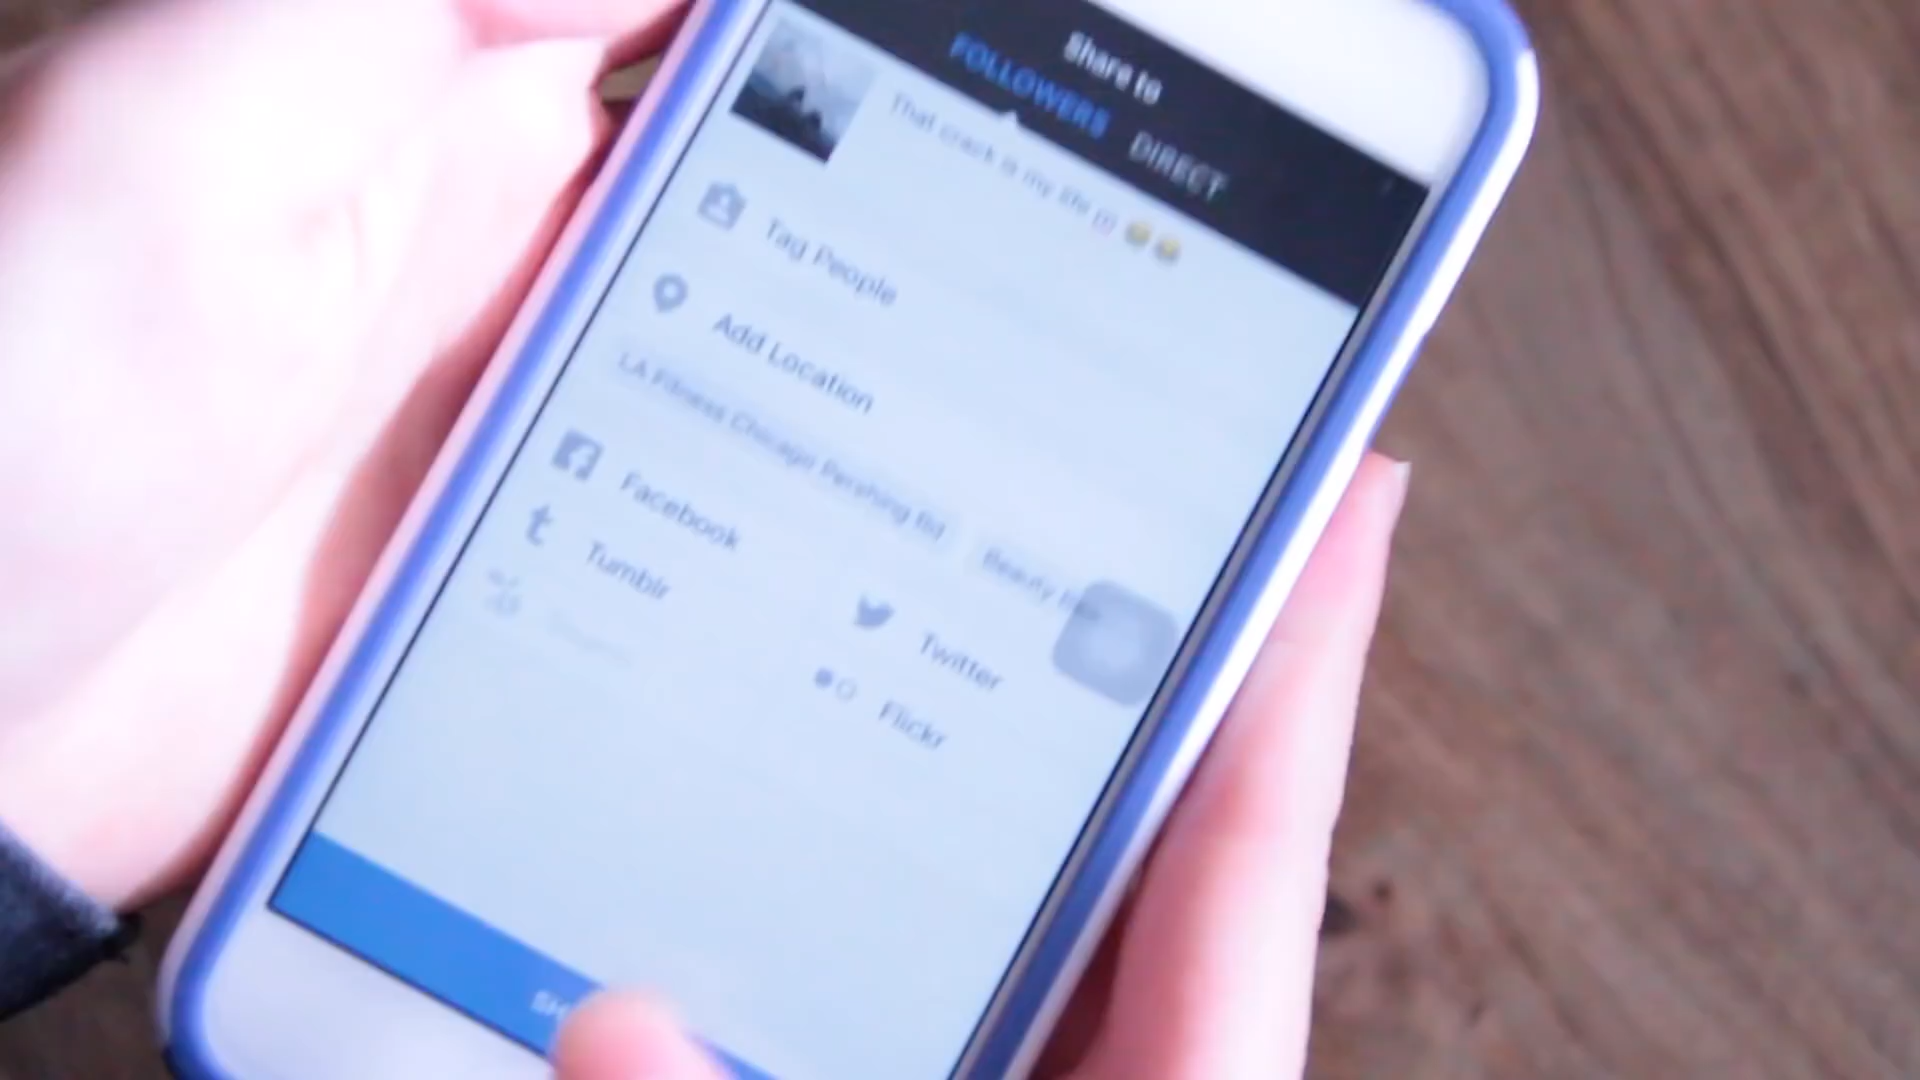 Share to
FOLLOWERS DIRECT
That crack is my life 😂 😂
Tag People
Add Location
LA Fitness Chicago Pershing Rd Beauty
Facebook Twitter
Tumblr Flickr